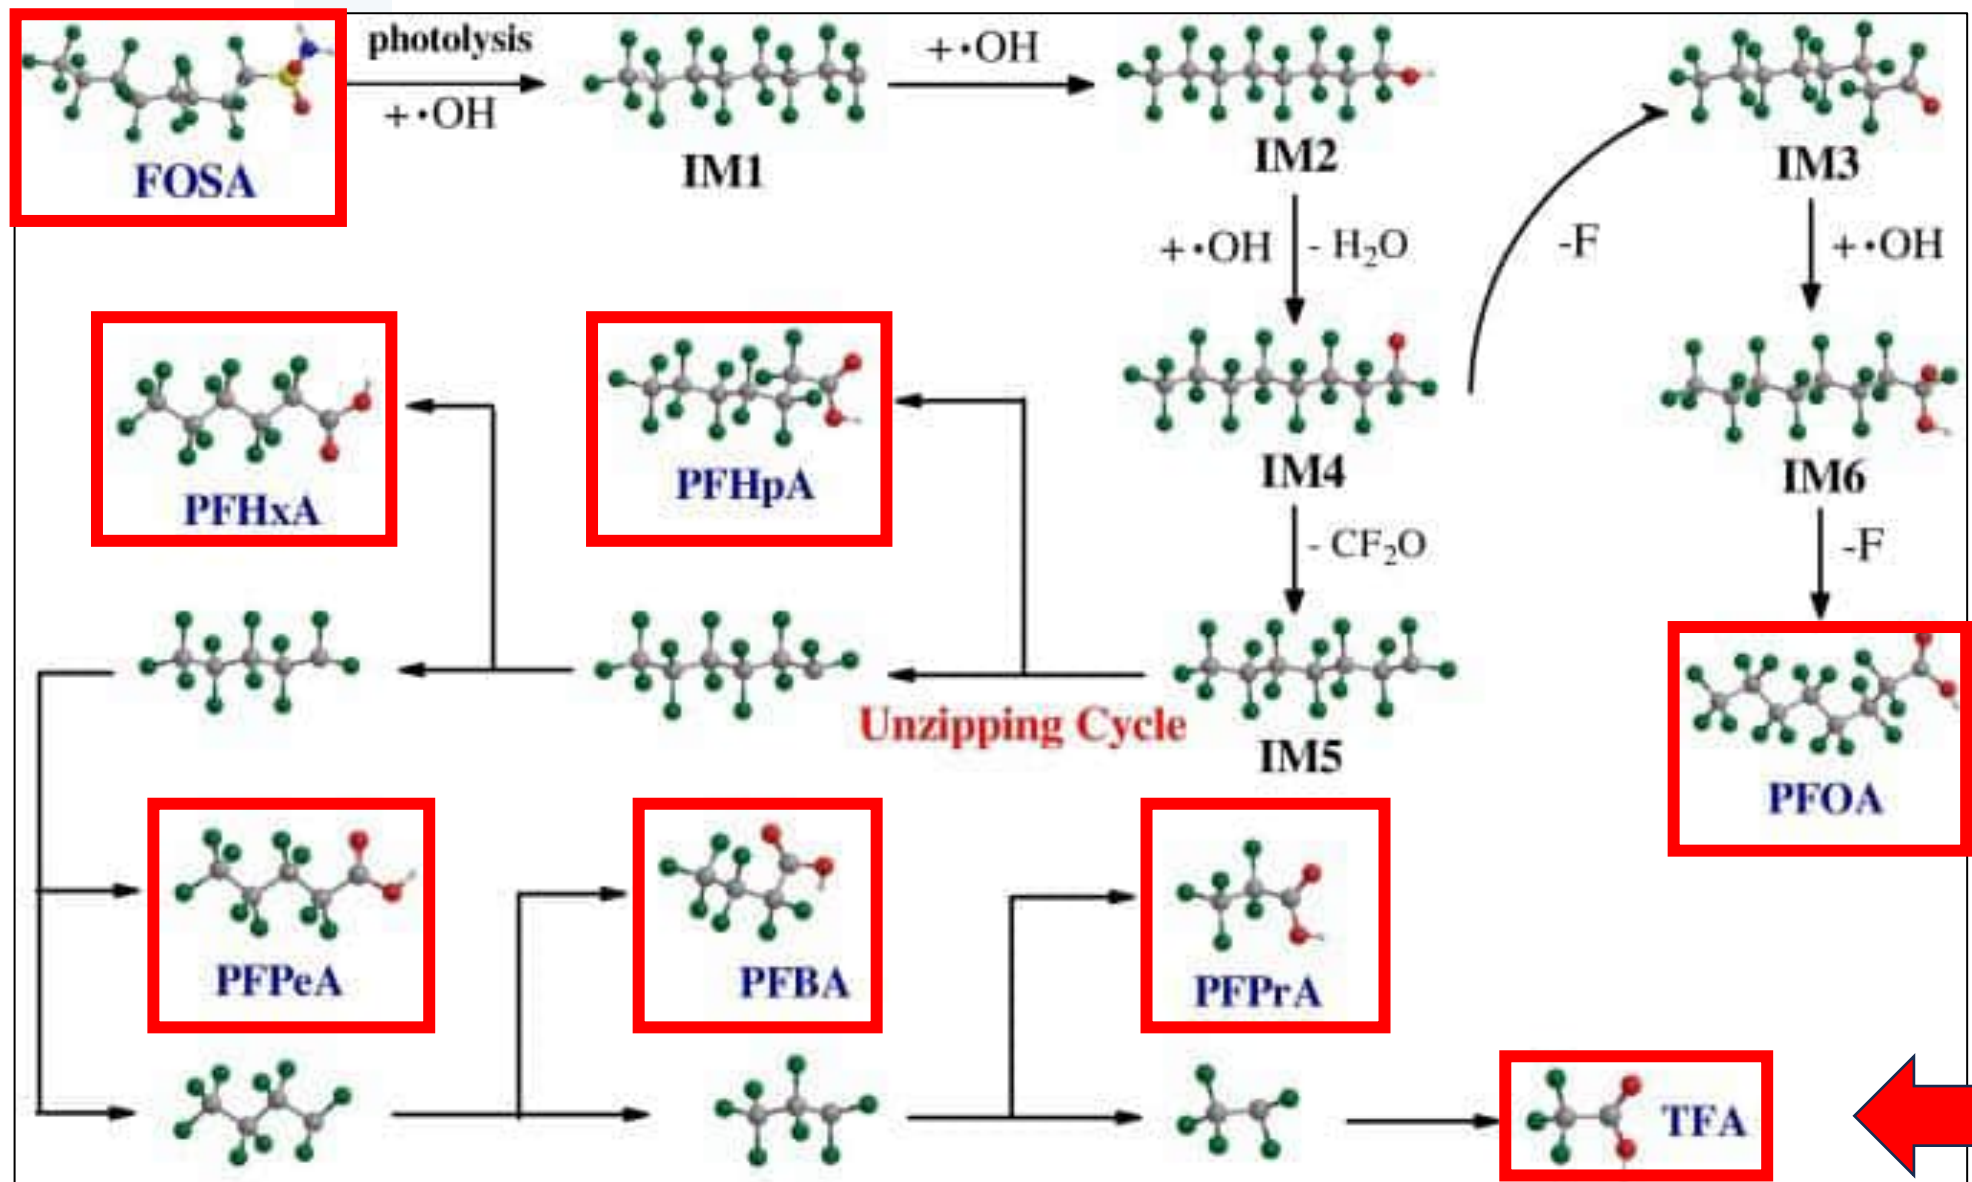 photolysis
+•OH
FOSA
IM1
+•OH
IM2
IM3
+•OH
- H₂O
-F
+•OH
PFHxA
PFHpA
IM4
IM6
- CF₂O
-F
Unzipping Cycle
IM5
PFOA
PFPeA
PFBA
PFPrA
TFA